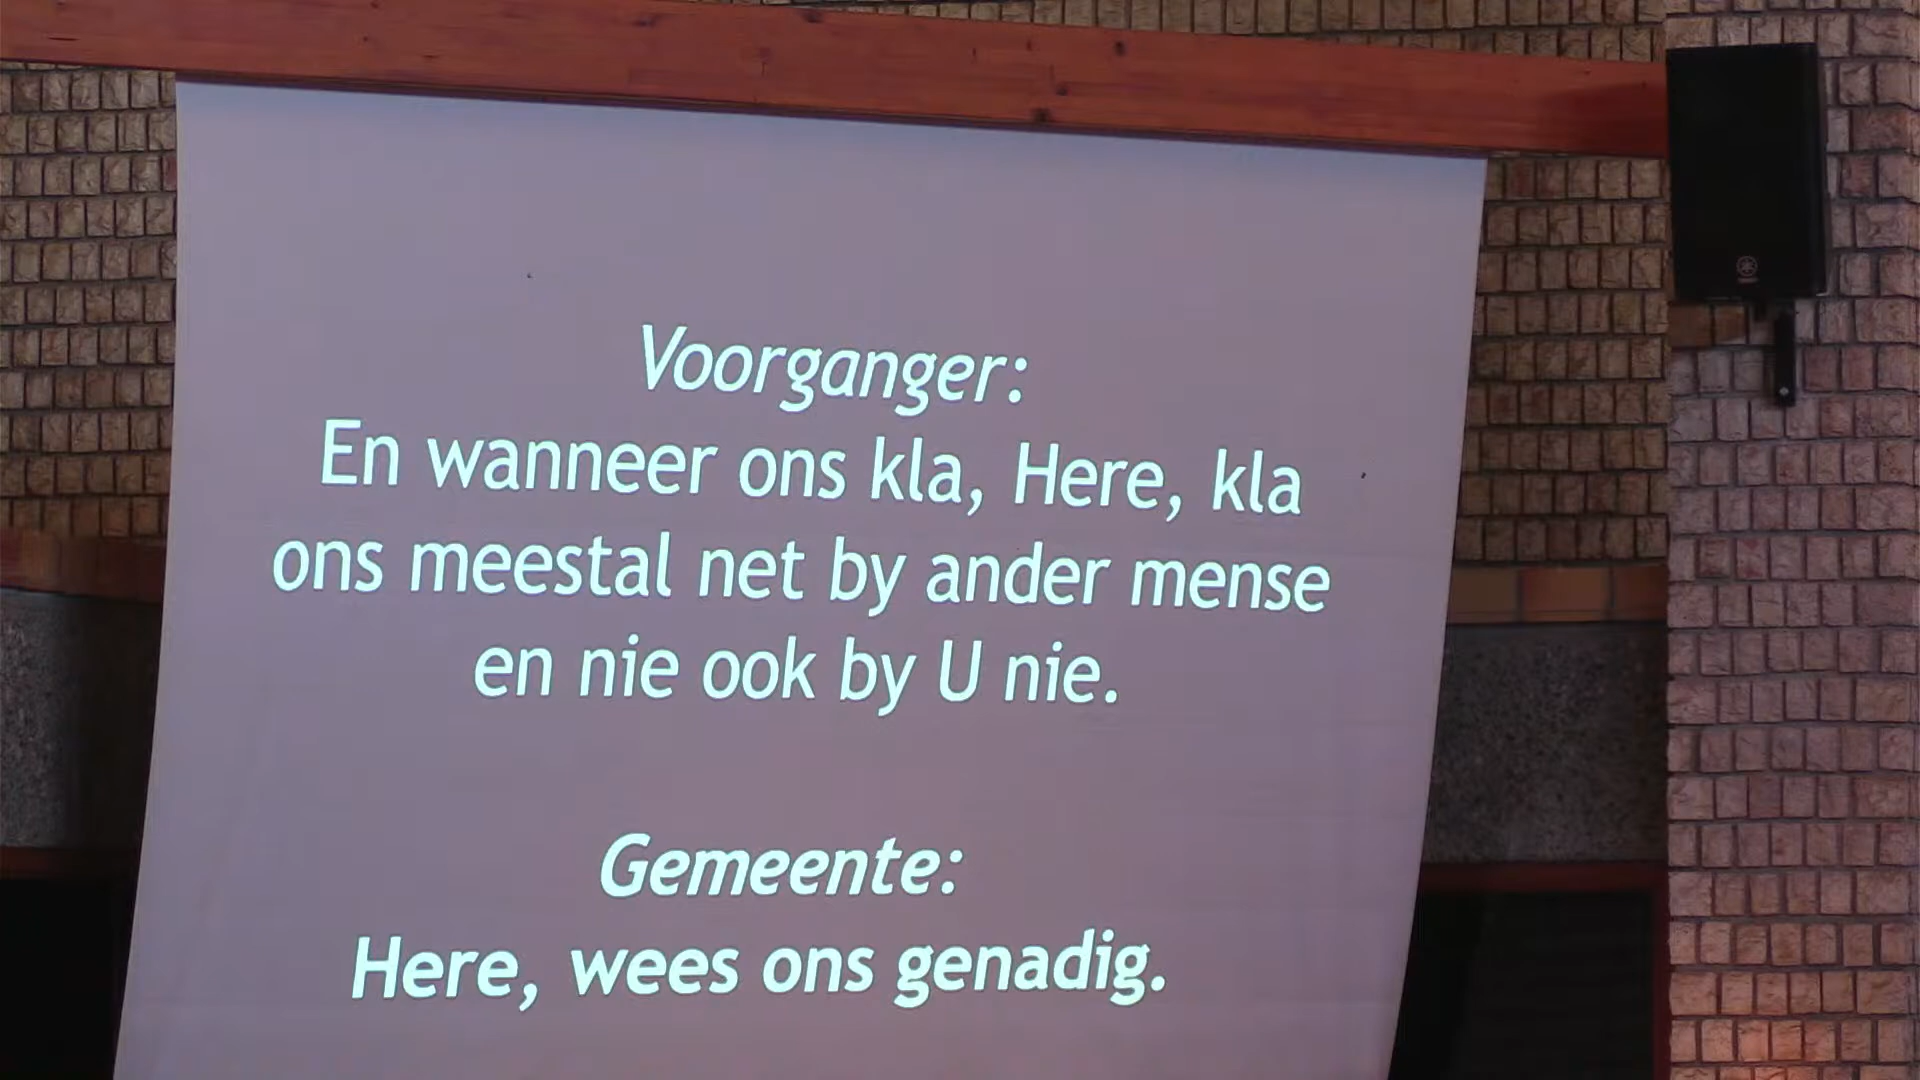 Voorganger:
En wanneer ons kla, Here, kla
ons meestal net by ander mense
en nie ook by U nie.
Gemeente:
Here, wees ons genadig.